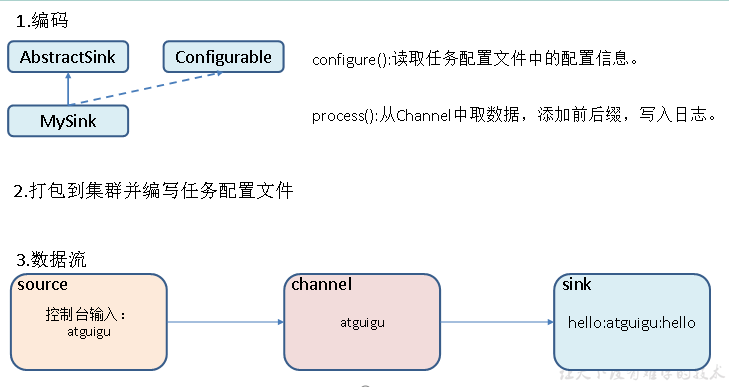 1.编码
AbstractSink
Configurable
configure():读取任务配置文件中的配置信息。
MySink
process():从Channel中取数据，添加前后缀，写入日志。
2.打包到集群并编写任务配置文件
3.数据流
source
控制台输入：
atguigu
channel
atguigu
sink
hello:atguigu:hello
让天下没有难学的技术